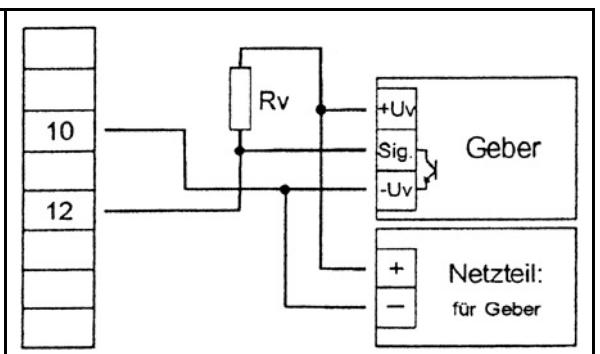 10
12
Rv
+Uv
Sig.
-Uv
Geber
+
−
Netzteil:
für Geber